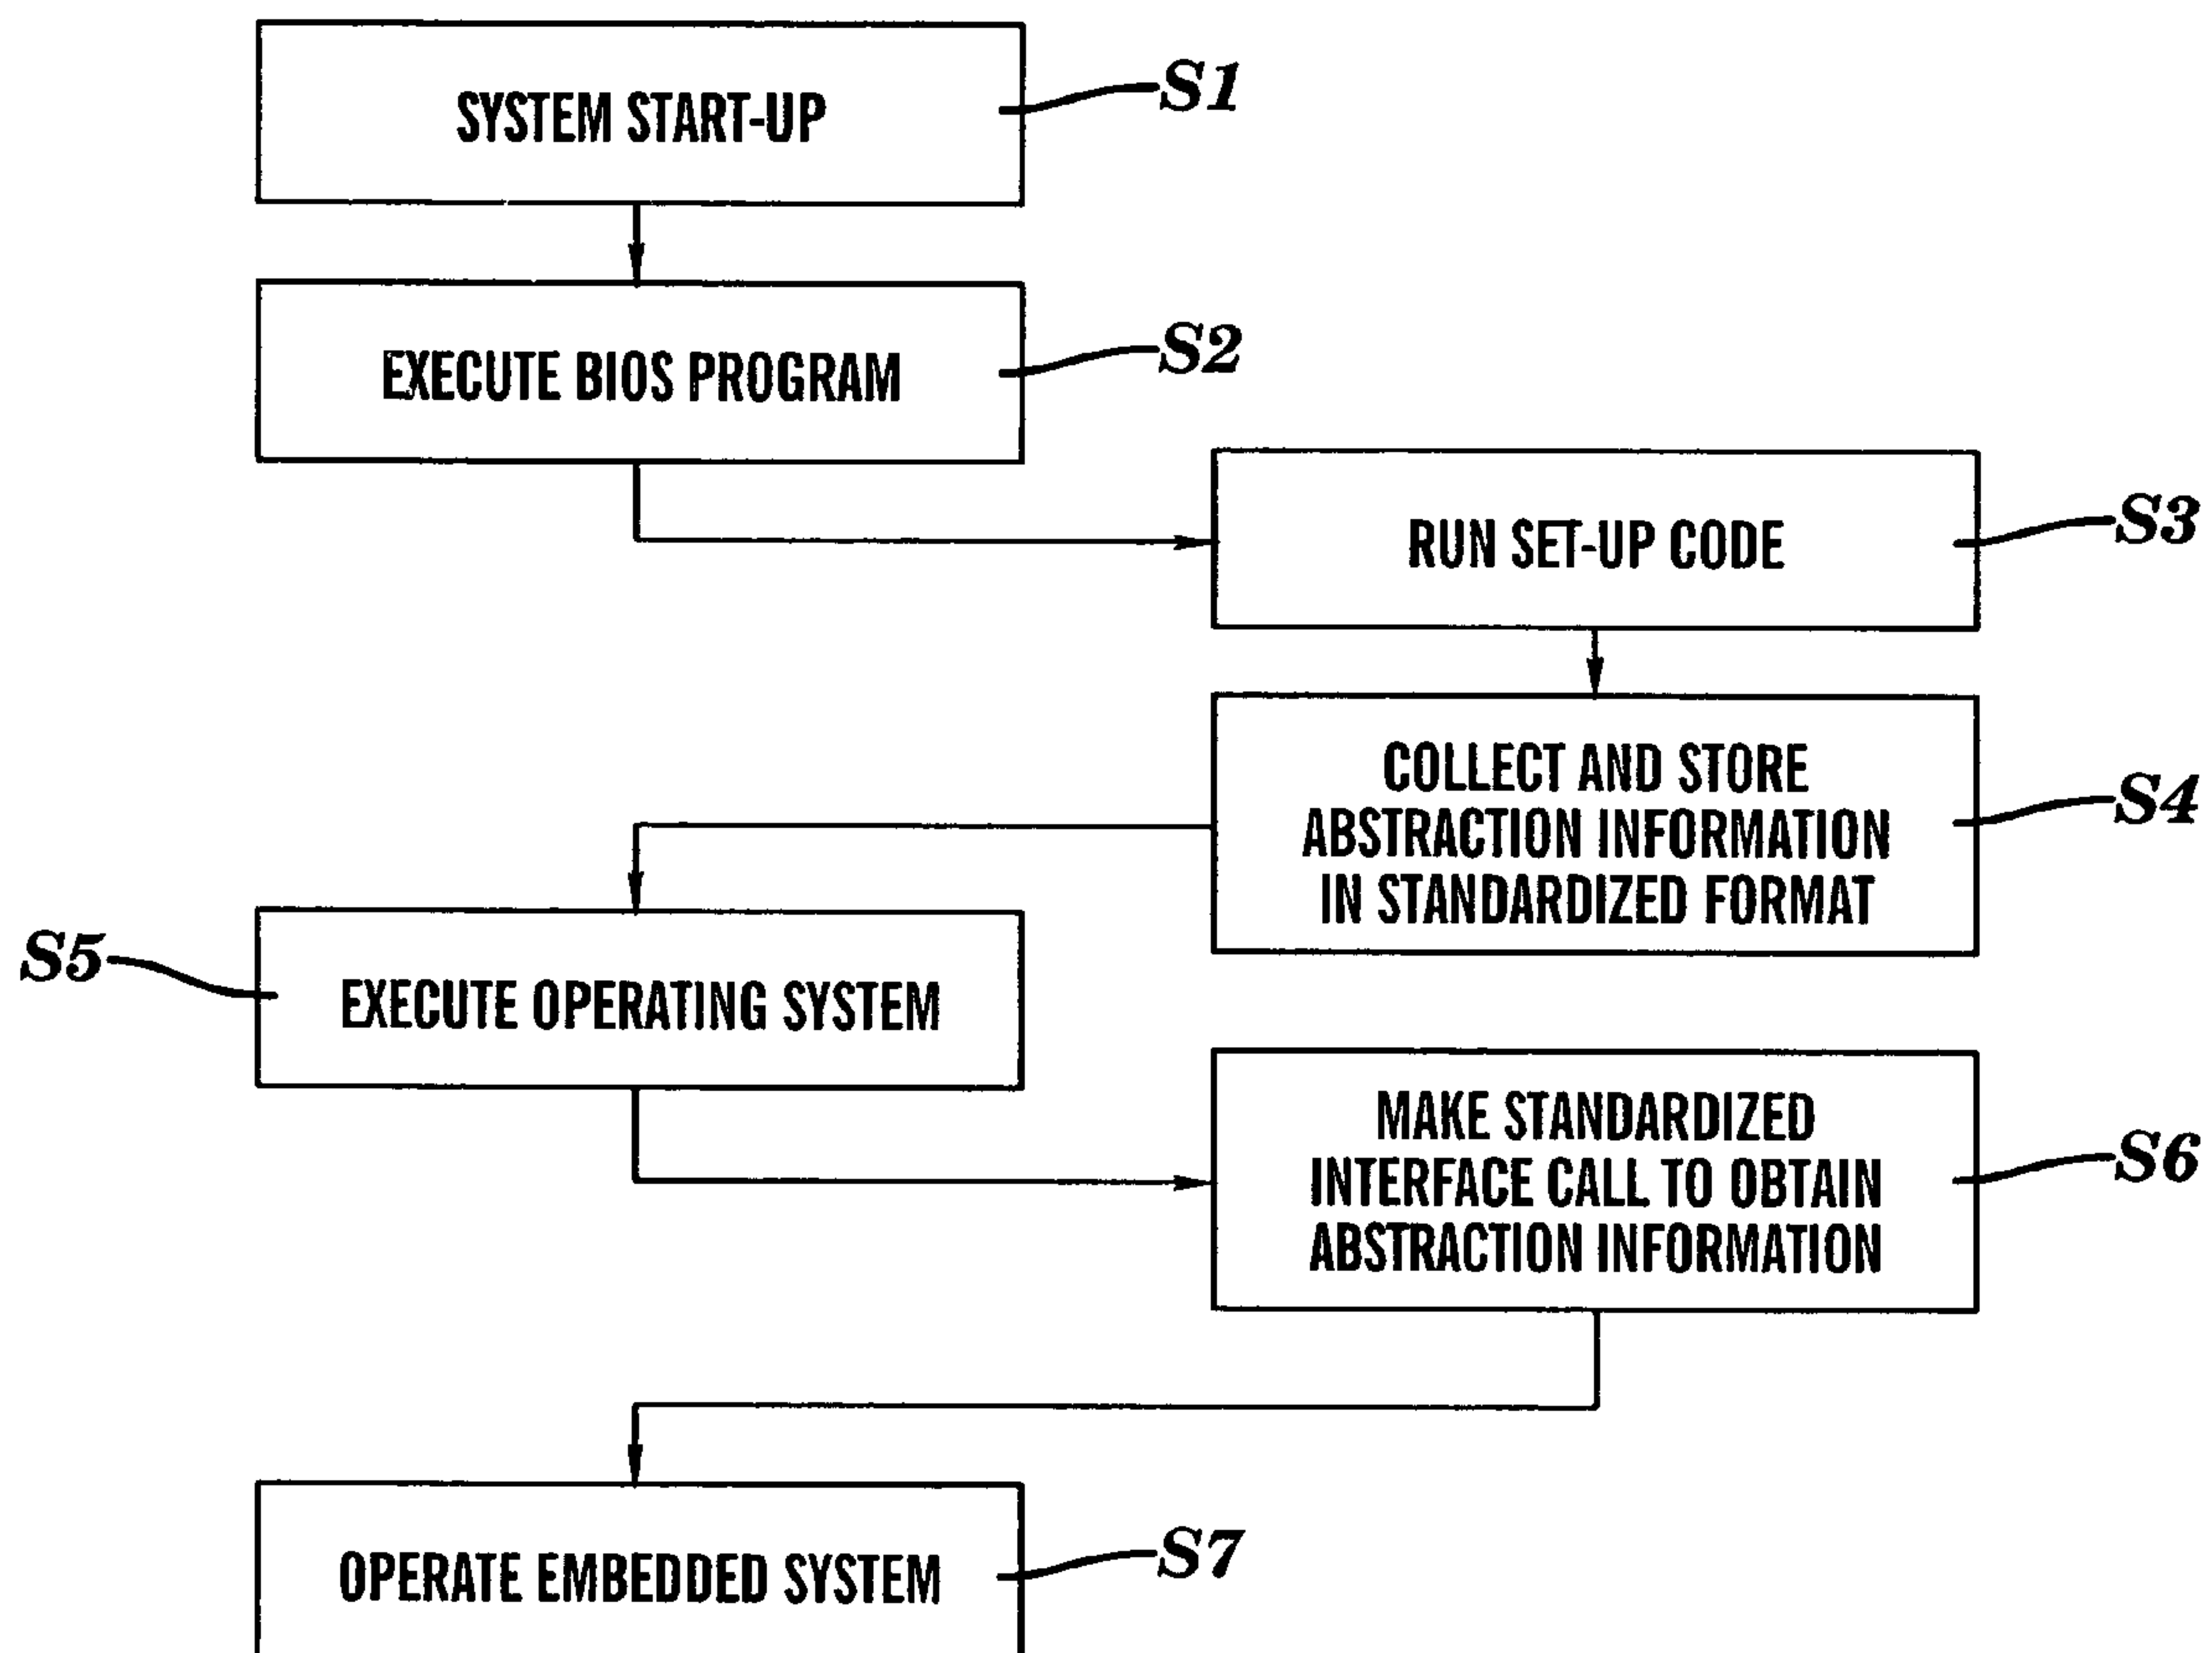 SYSTEM START-UP
S1
EXECUTE BIOS PROGRAM
S2
RUN SET-UP CODE
S3
COLLECT AND STORE
ABSTRACTION INFORMATION
IN STANDARDIZED FORMAT
S4
S5
EXECUTE OPERATING SYSTEM
MAKE STANDARDIZED
INTERFACE CALL TO OBTAIN
ABSTRACTION INFORMATION
S6
OPERATE EMBEDDED SYSTEM
S7